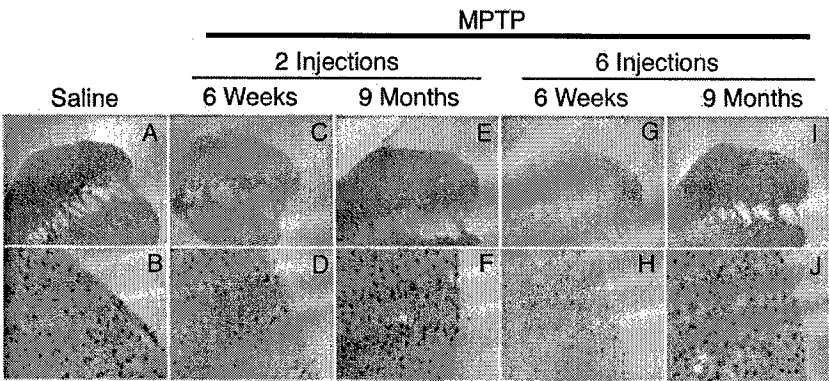 MPTP
2 Injections 6 Injections
Saline 6 Weeks 9 Months 6 Weeks 9 Months
A C E G I
B D F H J